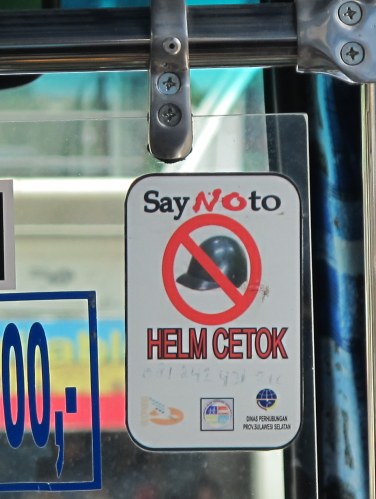 Say NO to
HELM CETOK
DINAS PERHUBUNGAN
PROV.SULAWESI SELATAN
00,-